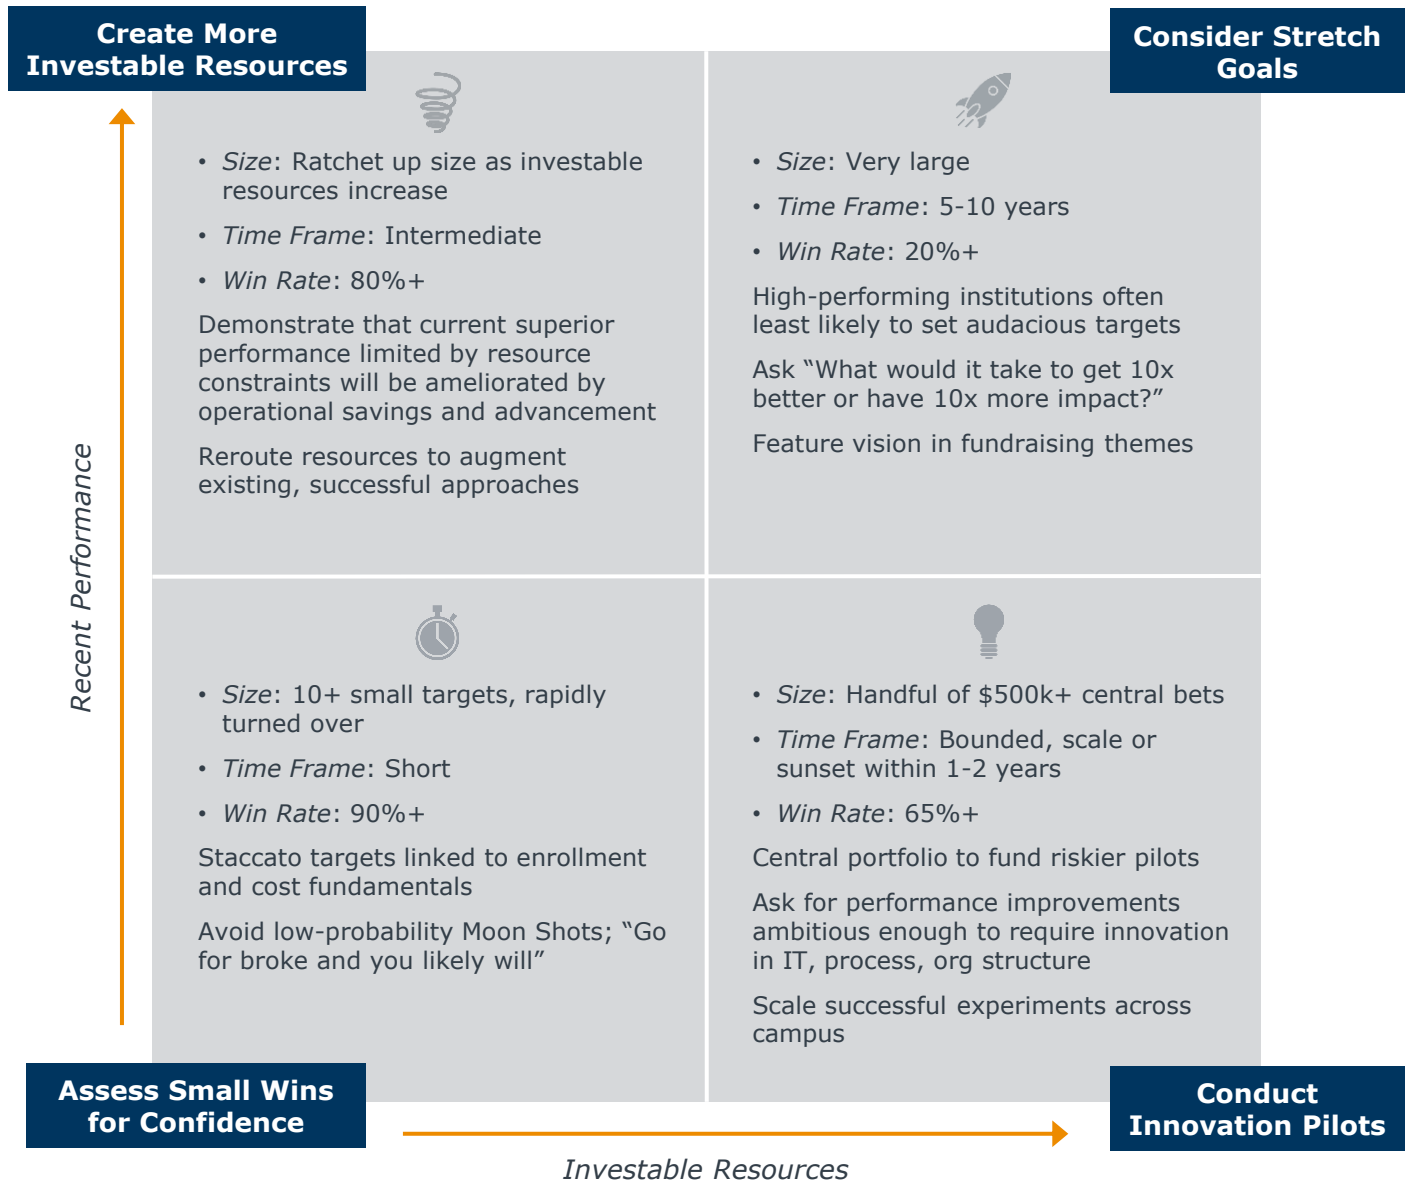 Create More
Investable Resources
Consider Stretch
Goals
• Size: Ratchet up size as investable
resources increase
• Time Frame: Intermediate
• Win Rate: 80%+
Demonstrate that current superior
performance limited by resource
constraints will be ameliorated by
operational savings and advancement
Reroute resources to augment
existing, successful approaches
• Size: Very large
• Time Frame: 5-10 years
• Win Rate: 20%+
High-performing institutions often
least likely to set audacious targets
Ask “What would it take to get 10x
better or have 10x more impact?”
Feature vision in fundraising themes
Recent Performance
• Size: 10+ small targets, rapidly
turned over
• Time Frame: Short
• Win Rate: 90%+
Staccato targets linked to enrollment
and cost fundamentals
Avoid low-probability Moon Shots; “Go
for broke and you likely will”
• Size: Handful of $500k+ central bets
• Time Frame: Bounded, scale or
sunset within 1-2 years
• Win Rate: 65%+
Central portfolio to fund riskier pilots
Ask for performance improvements
ambitious enough to require innovation
in IT, process, org structure
Scale successful experiments across
campus
Assess Small Wins
for Confidence
Conduct
Innovation Pilots
Investable Resources